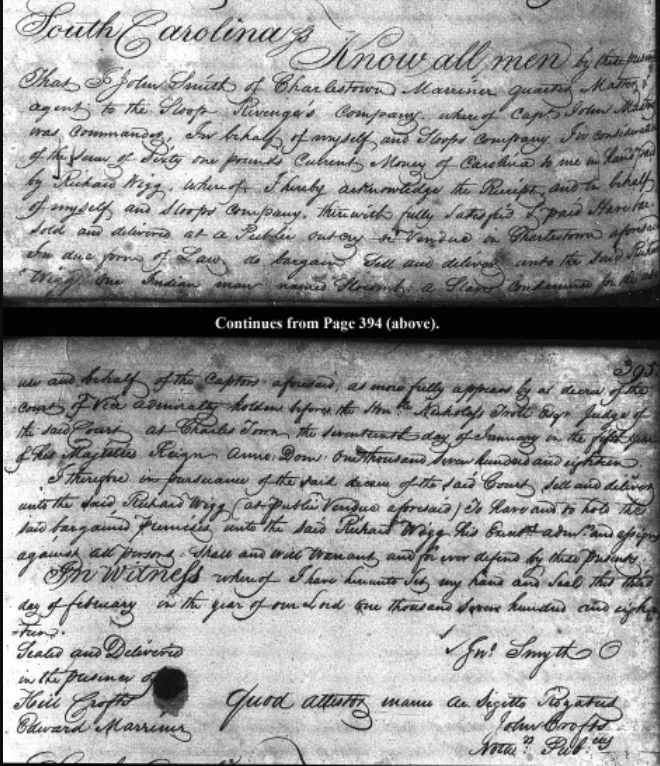 South Carolina ss
Know all men by these presents
That I John Smith of Charlestown Marriner quarter Master &
agent to the Sloop Revenge's Company whereof Capt John Masters
was Commander, In behalf of myself and Sloops Company In consideration
of the Sum of Sixty one pounds Current Money of Carolina to me in hand paid
by Richard Wigg, whereof I hereby acknowledge the Receipt, and in behalf
of myself and Sloops Company, therewith fully Satisfied & paid Have bar.
Sold and delivered at a Publick outcry or Vendue in Charlestown aforesaid
In due form of Law, do bargain Sell and deliver unto the said Richard
Wigg one Indian man named Slocomb a Slave Condemned for the
Continues from Page 394 (above).
395
use and behalf of the Captors aforesaid, as more fully appears by a decree of the
Court of Vice Admiralty holden before the Honble Nicholass Trott Esqr Judge of
the said Court at Charles Town the seventeenth day of January in the fifth year
of his Majesties Reign Anno: Dom: One thousand seven hundred and eighteen.
I therefore in pursuance of the said decree of the said Court sell and deliver
unto the said Richard Wigg (at publick Vendue aforesaid) To have and to hold the
said bargained premises unto the said Richard Wigg his Execrs admrs and assigns
against all persons Shall and will Warrant and for ever defend by these presents
In Witness whereof I have hereunto Set my hand and Seal this third
day of february in the year of our Lord One thousand Seven hundred and eigh
=teen.
Sealed and Delivered
in the presence of
Jno: Smyth O
Hill Crofts
Quod attestor manu ac Sigillo Rogatus
Edward Marriner
John Crofts
Notar: Pub:cus